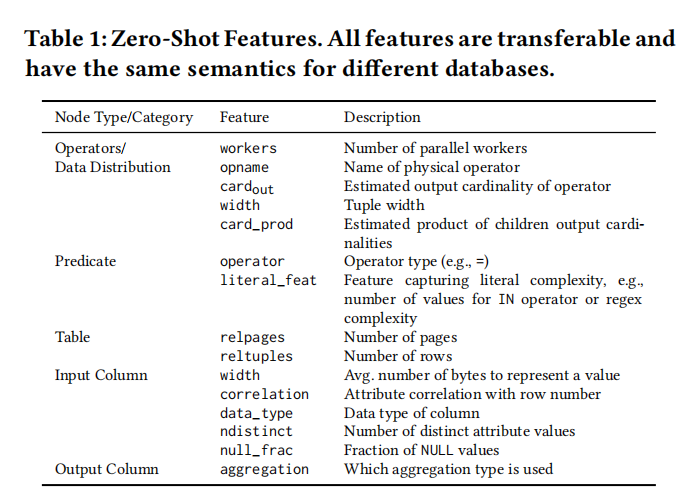 Table 1: Zero-Shot Features. All features are transferable and
have the same semantics for different databases.
Node Type/Category Feature Description
Operators/ workers Number of parallel workers
Data Distribution opname Name of physical operator
cardout Estimated output cardinality of operator
width Tuple width
card_prod Estimated product of children output cardi-
nalities
Predicate operator Operator type (e.g., =)
literal_feat Feature capturing literal complexity, e.g.,
number of values for IN operator or regex
complexity
Table relpages Number of pages
reltuples Number of rows
Input Column width Avg. number of bytes to represent a value
correlation Attribute correlation with row number
data_type Data type of column
ndistinct Number of distinct attribute values
null_frac Fraction of NULL values
Output Column aggregation Which aggregation type is used